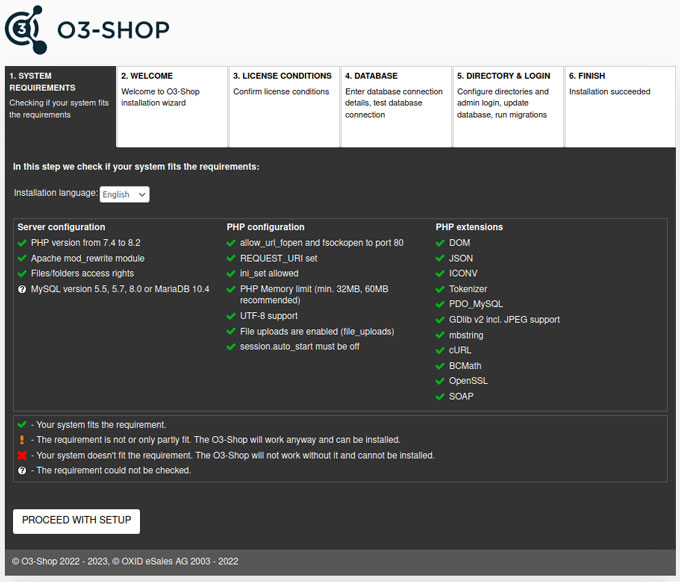 3 O3-SHOP
1. SYSTEM
REQUIREMENTS
Checking if your system fits
the requirements
2. WELCOME
Welcome to O3-Shop
installation wizard
3. LICENSE CONDITIONS
Confirm license conditions
4. DATABASE
Enter database connection
details, test database
connection
5. DIRECTORY & LOGIN
Configure directories and
admin login, update
database, run migrations
6. FINISH
Installation succeeded
In this step we check if your system fits the requirements:
Installation language: English
Server configuration
PHP version from 7.4 to 8.2
Apache mod_rewrite module
Files/folders access rights
? MySQL version 5.5, 5.7, 8.0 or MariaDB 10.4
PHP configuration
allow_url_fopen and fsockopen to port 80
REQUEST_URI set
ini_set allowed
PHP Memory limit (min. 32MB, 60MB
recommended)
UTF-8 support
File uploads are enabled (file_uploads)
session.auto_start must be off
PHP extensions
DOM
JSON
ICONV
Tokenizer
PDO_MySQL
GDlib v2 incl. JPEG support
mbstring
cURL
BCMath
OpenSSL
SOAP
- Your system fits the requirement.
! - The requirement is not or only partly fit. The O3-Shop will work anyway and can be installed.
- Your system doesn't fit the requirement. The O3-Shop will not work without it and cannot be installed.
? - The requirement could not be checked.
PROCEED WITH SETUP
© O3-Shop 2022 - 2023, © OXID eSales AG 2003 - 2022